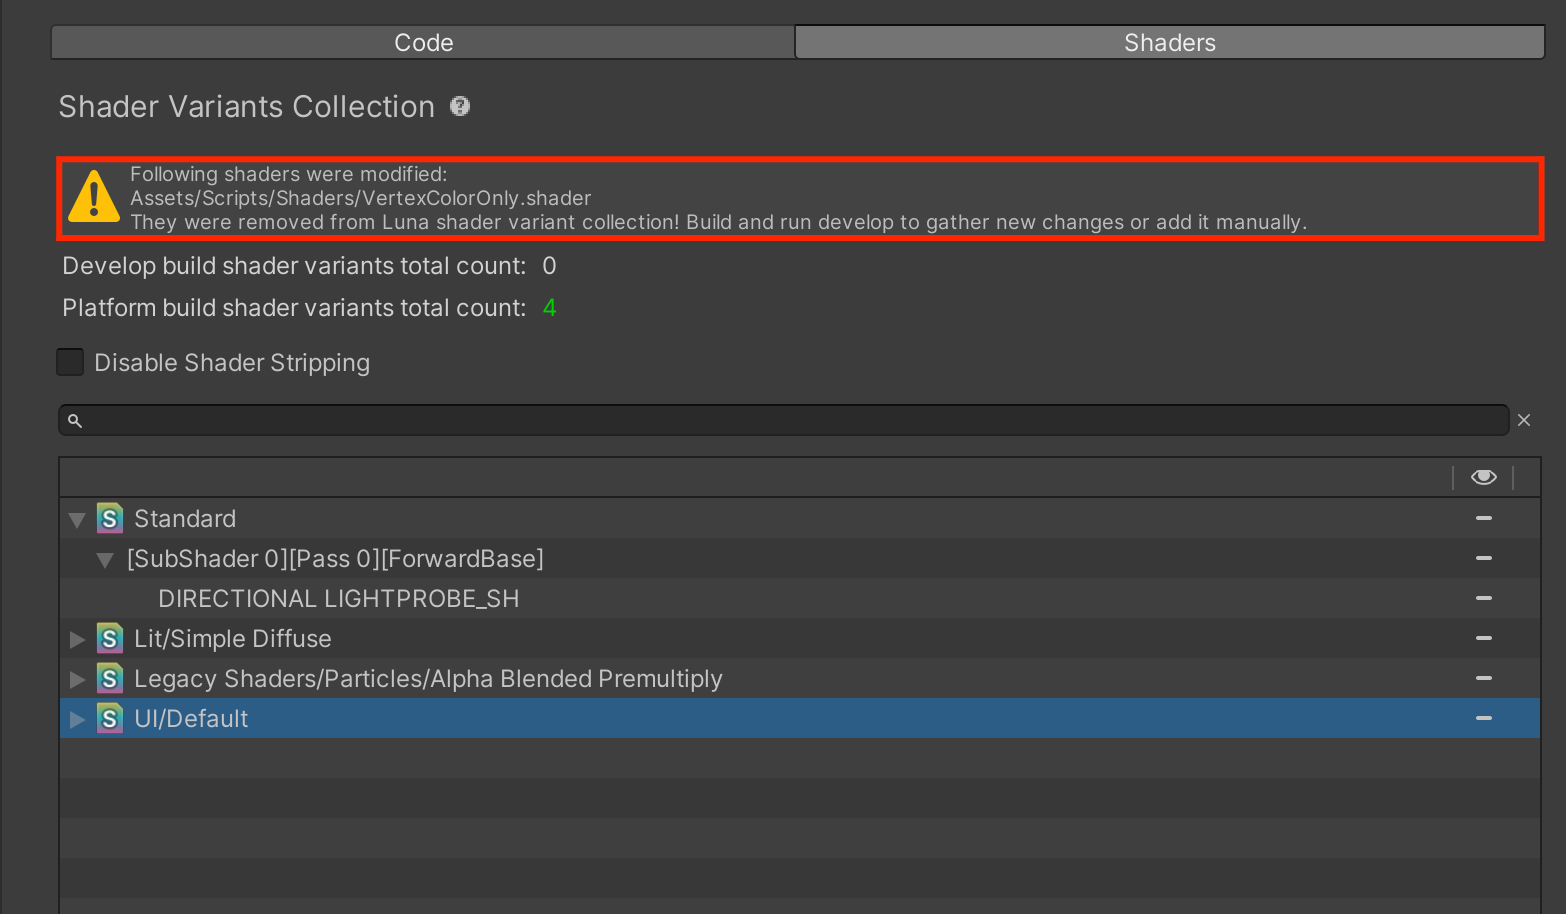 Code
Shaders
Shader Variants Collection
Following shaders were modified:
Assets/Scripts/Shaders/VertexColorOnly.shader
They were removed from Luna shader variant collection! Build and run develop to gather new changes or add it manually.
Develop build shader variants total count: 0
Platform build shader variants total count: 4
Disable Shader Stripping
Standard
[SubShader 0][Pass 0][ForwardBase]
DIRECTIONAL LIGHTPROBE_SH
Lit/Simple Diffuse
Legacy Shaders/Particles/Alpha Blended Premultiply
UI/Default